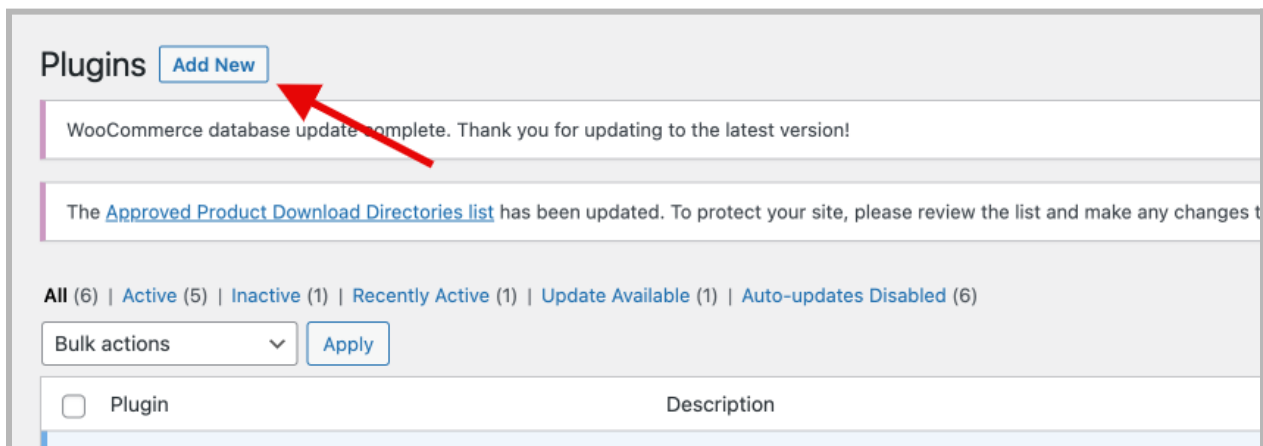 Plugins Add New
WooCommerce database update complete. Thank you for updating to the latest version!
The Approved Product Download Directories list has been updated. To protect your site, please review the list and make any changes t
All (6) | Active (5) | Inactive (1) | Recently Active (1) | Update Available (1) | Auto-updates Disabled (6)
Bulk actions Apply
Plugin Description